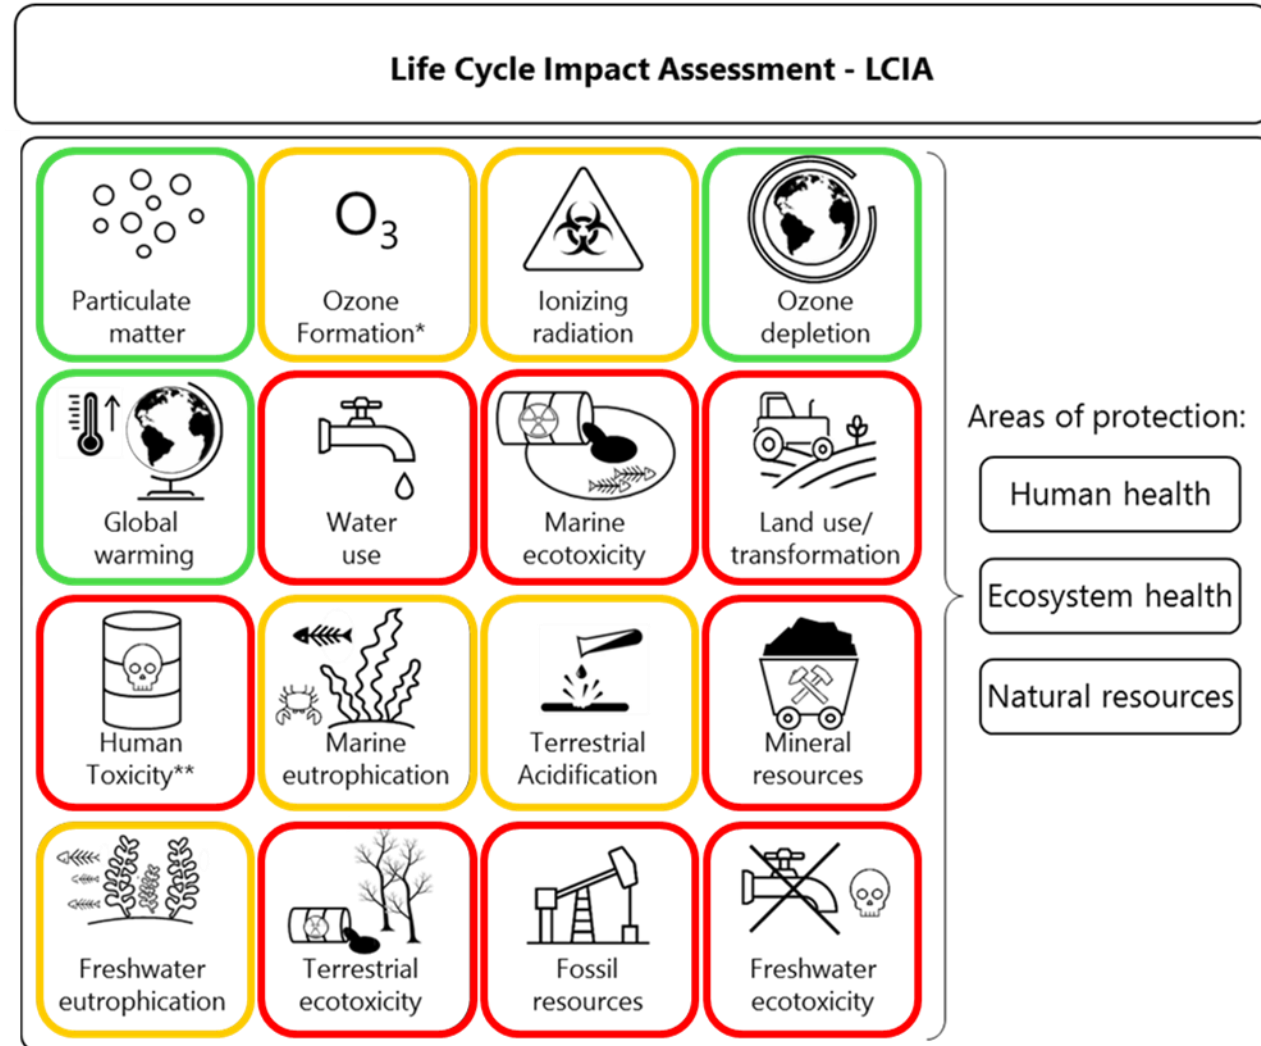 Life Cycle Impact Assessment - LCIA
Particulate
matter
O3
Ozone
Formation*
Ionizing
radiation
Ozone
depletion
Global
warming
Water
use
Marine
ecotoxicity
Land use/
transformation
Human
Toxicity**
Marine
eutrophication
Terrestrial
Acidification
Mineral
resources
Freshwater
eutrophication
Terrestrial
ecotoxicity
Fossil
resources
Freshwater
ecotoxicity
Areas of protection:
Human health
Ecosystem health
Natural resources